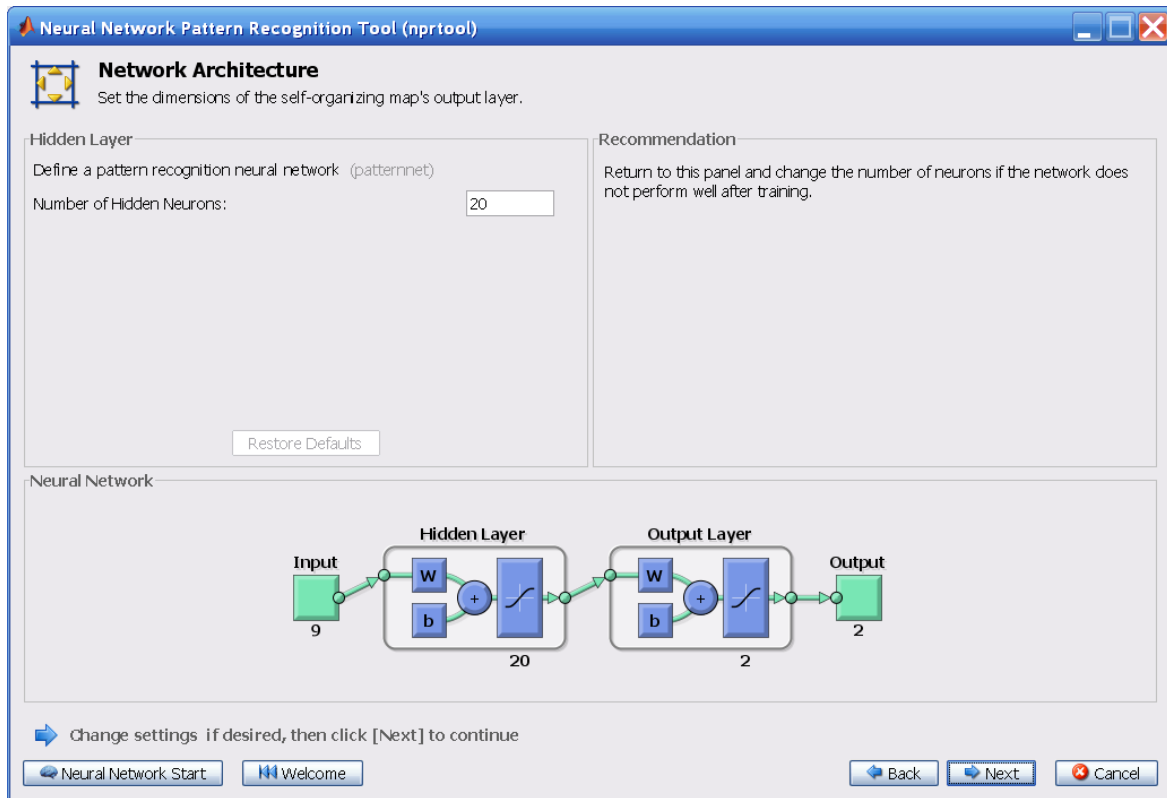 Neural Network Pattern Recognition Tool (nprtool)
Network Architecture
Set the dimensions of the self-organizing map's output layer.
Hidden Layer
Define a pattern recognition neural network (patternnet)
Number of Hidden Neurons: 20
Restore Defaults
Recommendation
Return to this panel and change the number of neurons if the network does
not perform well after training.
Neural Network
Hidden Layer
Output Layer
Input
Output
W
b
+
W
b
+
9
20
2
2
Change settings if desired, then click [Next] to continue
Neural Network Start
Welcome
Back
Next
Cancel